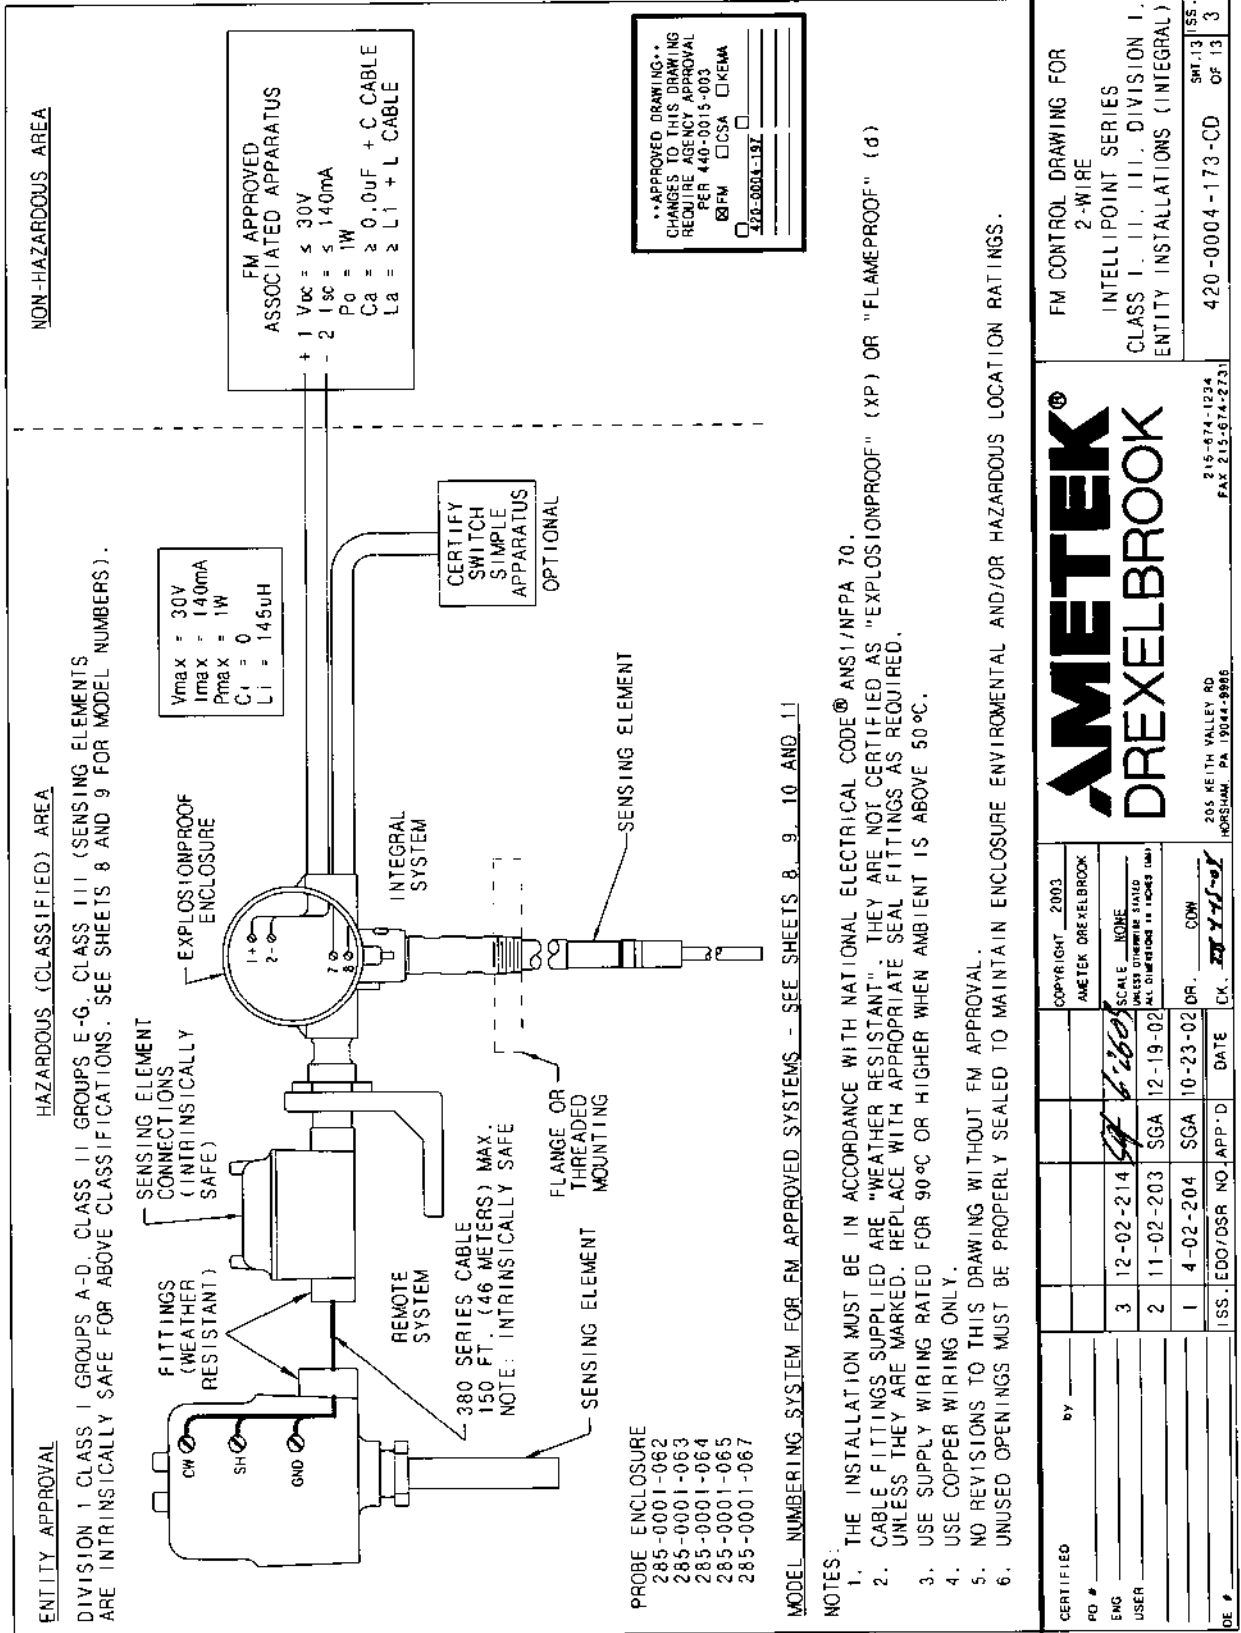 ENTITY APPROVAL
HAZARDOUS (CLASSIFIED) AREA
NON-HAZARDOUS AREA
DIVISION 1 CLASS I GROUPS A-D, CLASS II GROUPS E-G, CLASS III (SENSING ELEMENTS
ARE INTRINSICALLY SAFE FOR ABOVE CLASSIFICATIONS. SEE SHEETS 8 AND 9 FOR MODEL NUMBERS).
FITTINGS
(WEATHER
RESISTANT)
SENSING ELEMENT
CONNECTIONS
(INTRINSICALLY
SAFE)
EXPLOSIONPROOF
ENCLOSURE
Vmax = 30V
Imax = 140mA
Pmax = 1W
Ci = 0
Li = 145uH
FM APPROVED
ASSOCIATED APPARATUS
+ 1 Voc = ≤ 30V
- 2 Isc = ≤ 140mA
Po = 1W
Ca = ≥ 0.0uF + C CABLE
La = ≥ Li + L CABLE
CW
SH
GND
1+
2-
7
8
REMOTE
SYSTEM
INTEGRAL
SYSTEM
CERTIFY
SWITCH
SIMPLE
APPARATUS
OPTIONAL
380 SERIES CABLE
150 FT. (46 METERS) MAX.
NOTE: INTRINSICALLY SAFE
FLANGE OR
THREADED
MOUNTING
SENSING ELEMENT
SENSING ELEMENT
PROBE ENCLOSURE
285-0001-062
285-0001-063
285-0001-064
285-0001-065
285-0001-067
**APPROVED DRAWING**
CHANGES TO THIS DRAWING
REQUIRE AGENCY APPROVAL
PER 440-0015-003
☒FM ☐CSA ☐KEMA
☐ ☐
420-0004-197
MODEL NUMBERING SYSTEM FOR FM APPROVED SYSTEMS - SEE SHEETS 8, 9, 10 AND 11
NOTES:
1. THE INSTALLATION MUST BE IN ACCORDANCE WITH NATIONAL ELECTRICAL CODE® ANSI/NFPA 70.
2. CABLE FITTINGS SUPPLIED ARE "WEATHER RESISTANT". THEY ARE NOT CERTIFIED AS "EXPLOSIONPROOF" (XP) OR "FLAMEPROOF" (d)
UNLESS THEY ARE MARKED. REPLACE WITH APPROPRIATE SEAL FITTINGS AS REQUIRED.
3. USE SUPPLY WIRING RATED FOR 90°C OR HIGHER WHEN AMBIENT IS ABOVE 50°C.
4. USE COPPER WIRING ONLY.
5. NO REVISIONS TO THIS DRAWING WITHOUT FM APPROVAL.
6. UNUSED OPENINGS MUST BE PROPERLY SEALED TO MAINTAIN ENCLOSURE ENVIROMENTAL AND/OR HAZARDOUS LOCATION RATINGS.
CERTIFIED by
PO #
ENG
USER
OE #
3 12-02-214
2 11-02-203 SGA 12-19-02
1 4-02-204 SGA 10-23-02
ISS. EDO/DSR NO. APP'D DATE
COPYRIGHT 2003
AMETEK DREXELBROOK
SCALE NONE
UNLESS OTHERWISE STATED
ALL DIMENSIONS IN INCHES (MM)
DR. CDW
CK.
AMETEK®
DREXELBROOK
205 KEITH VALLEY RD
HORSHAM, PA 19044-9986
215-674-1234
FAX 215-674-2731
FM CONTROL DRAWING FOR
2-WIRE
INTELLIPOINT SERIES
CLASS I, II, III, DIVISION I,
ENTITY INSTALLATIONS (INTEGRAL)
420-0004-173-CD
SHT.13
OF 13
ISS.
3